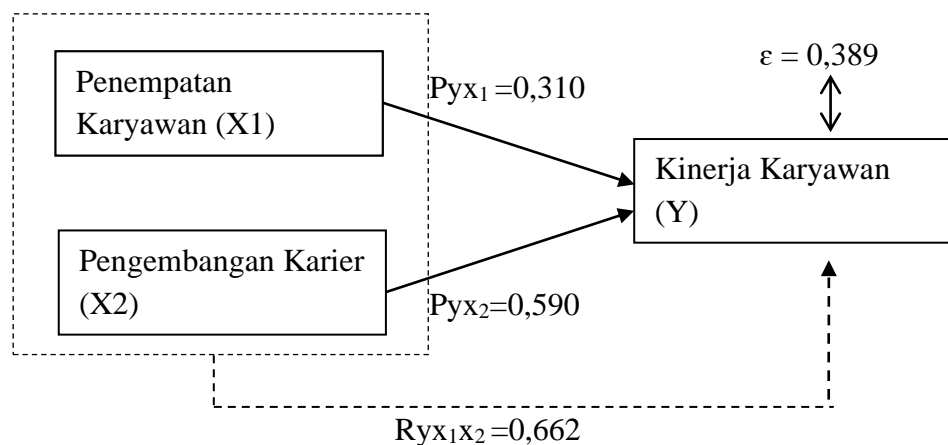 Penempatan
Karyawan (X1)
Pyx₁ =0,310
ε = 0,389
Kinerja Karyawan
(Y)
Pengembangan Karier
(X2)
Pyx₂=0,590
Ryx₁x₂ =0,662